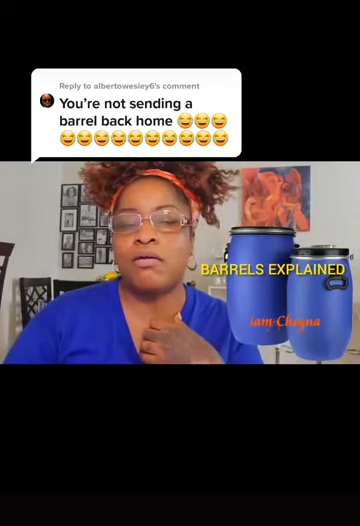 Reply to albertowesley6's comment
You're not sending a
barrel back home 😂😂😂
😂😂😂😂😂😂😂😂😂😂
BARRELS EXPLAINED
iam-Cheyna